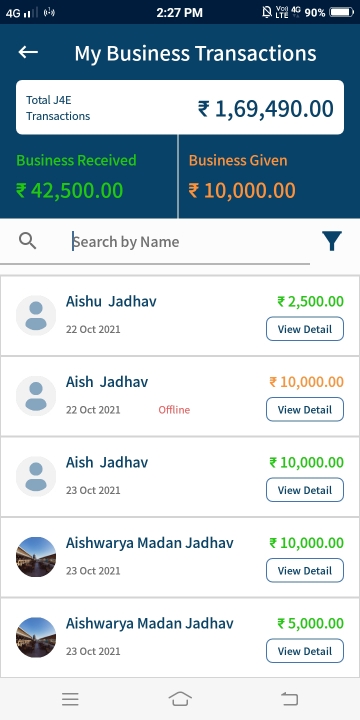 4G 2:27 PM Voo LTE 4G 90%
My Business Transactions
Total J4E
Transactions
₹ 1,69,490.00
Business Received
Business Given
₹ 42,500.00
₹ 10,000.00
Search by Name
Aishu Jadhav
₹ 2,500.00
22 Oct 2021
View Detail
Aish Jadhav
₹ 10,000.00
22 Oct 2021 Offline
View Detail
Aish Jadhav
₹ 10,000.00
23 Oct 2021
View Detail
Aishwarya Madan Jadhav
₹ 10,000.00
23 Oct 2021
View Detail
Aishwarya Madan Jadhav
₹ 5,000.00
23 Oct 2021
View Detail